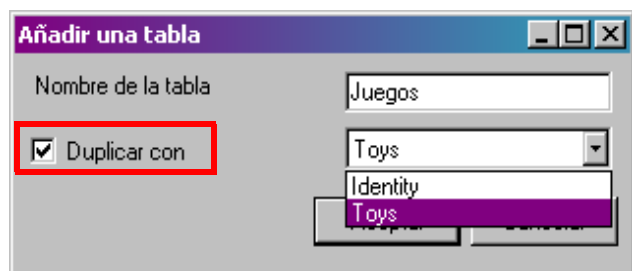 Añadir una tabla
Nombre de la tabla
Juegos
Duplicar con
Toys
Identity
Toys